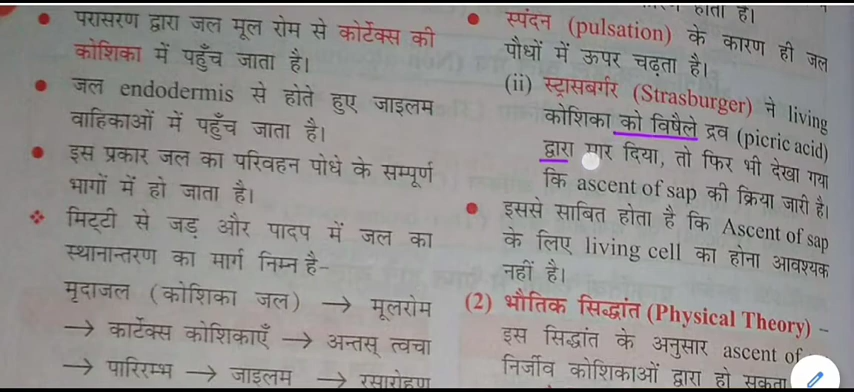 परासरण द्वारा जल मूल रोम से कोर्टेक्स की
कोशिका में पहुँच जाता है।
जल endodermis से होते हुए जाइलम
वाहिकाओं में पहुँच जाता है।
इस प्रकार जल का परिवहन पोधे के सम्पूर्ण
भागों में हो जाता है।
मिट्टी से जड़ और पादप में जल का
स्थानान्तरण का मार्ग निम्न है–
मृदाजल (कोशिका जल) → मूलरोम
→ कार्टेक्स कोशिकाएँ → अन्तस् त्वचा
→ पारिरम्भ → जाइलम → रसारोहण
होता है।
स्पंदन (pulsation) के कारण ही जल
पौधों में ऊपर चढ़ता है।
(ii) स्ट्रासबर्गर (Strasburger) ने living
कोशिका को विषैले द्रव (picric acid)
द्वारा मार दिया, तो फिर भी देखा गया
कि ascent of sap की क्रिया जारी है।
इससे साबित होता है कि Ascent of sap
के लिए living cell का होना आवश्यक
नहीं है।
(2) भौतिक सिद्धांत (Physical Theory) –
इस सिद्धांत के अनुसार ascent of
निर्जीव कोशिकाओं द्वारा हो सकता